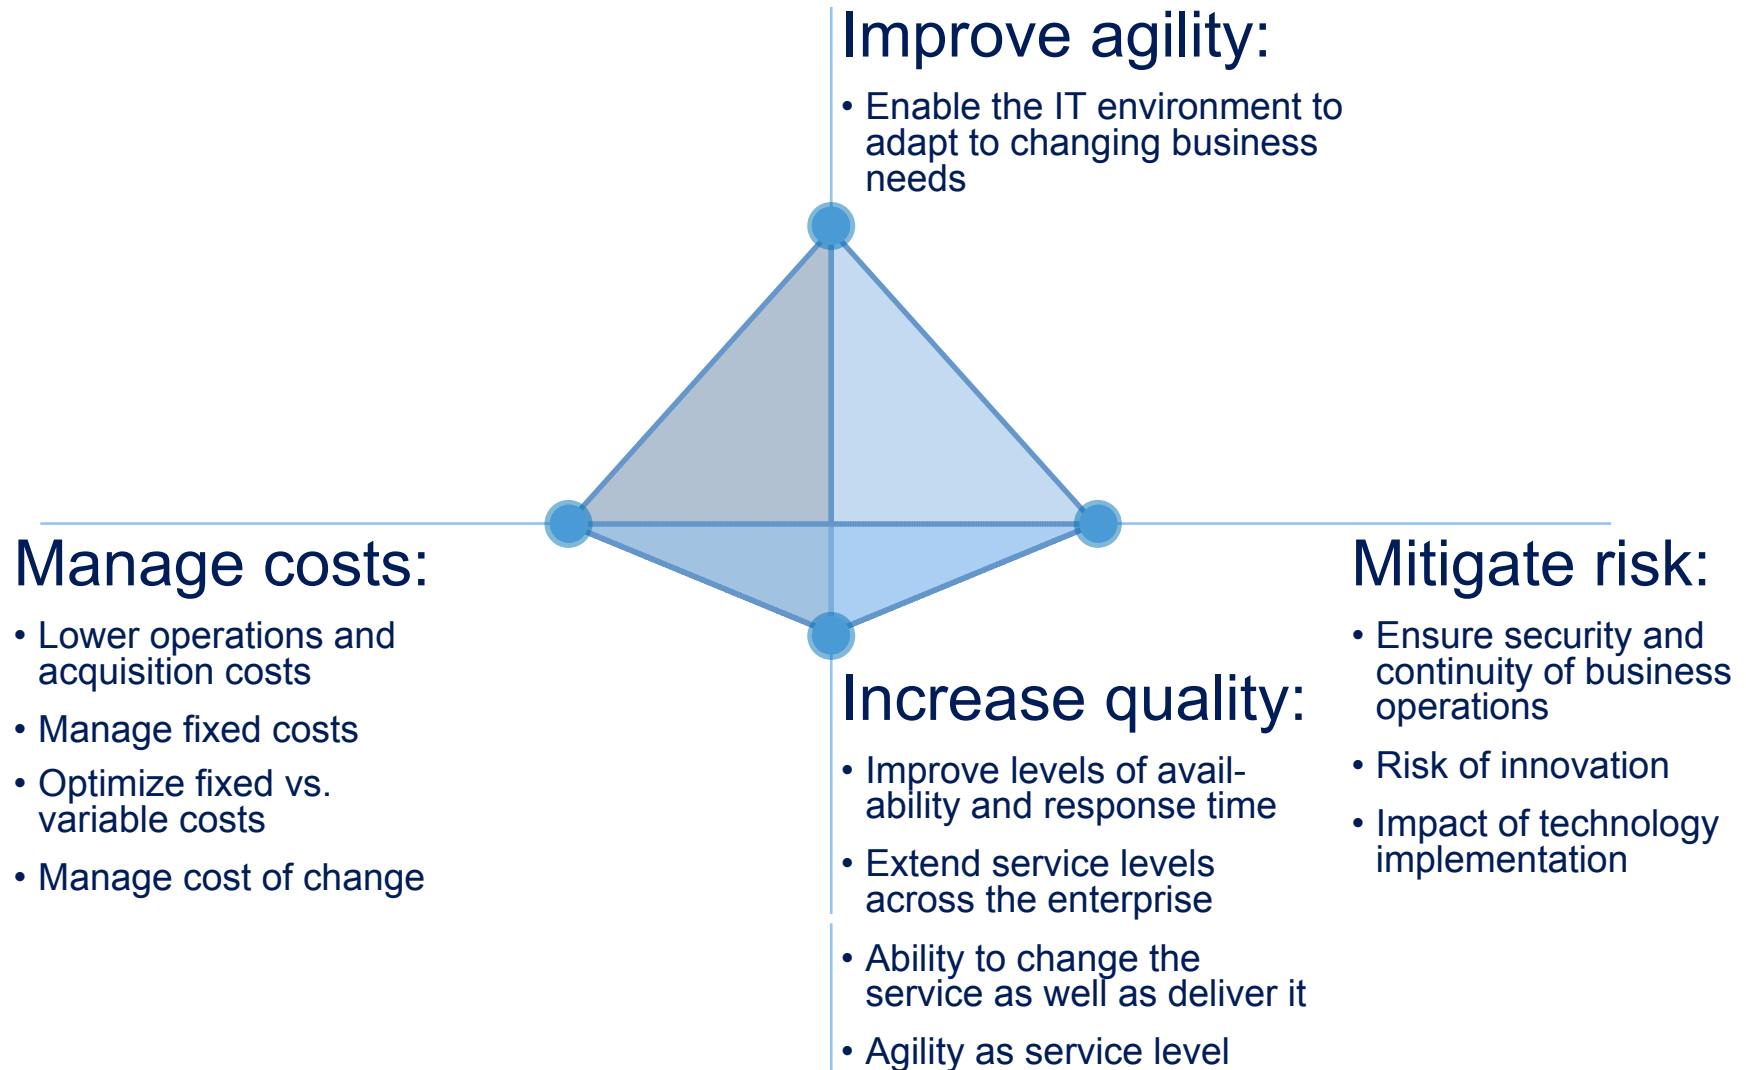 Improve agility:
• Enable the IT environment to
adapt to changing business
needs
Manage costs:
• Lower operations and
acquisition costs
• Manage fixed costs
• Optimize fixed vs.
variable costs
• Manage cost of change
Increase quality:
• Improve levels of avail-
ability and response time
• Extend service levels
across the enterprise
• Ability to change the
service as well as deliver it
• Agility as service level
Mitigate risk:
• Ensure security and
continuity of business
operations
• Risk of innovation
• Impact of technology
implementation